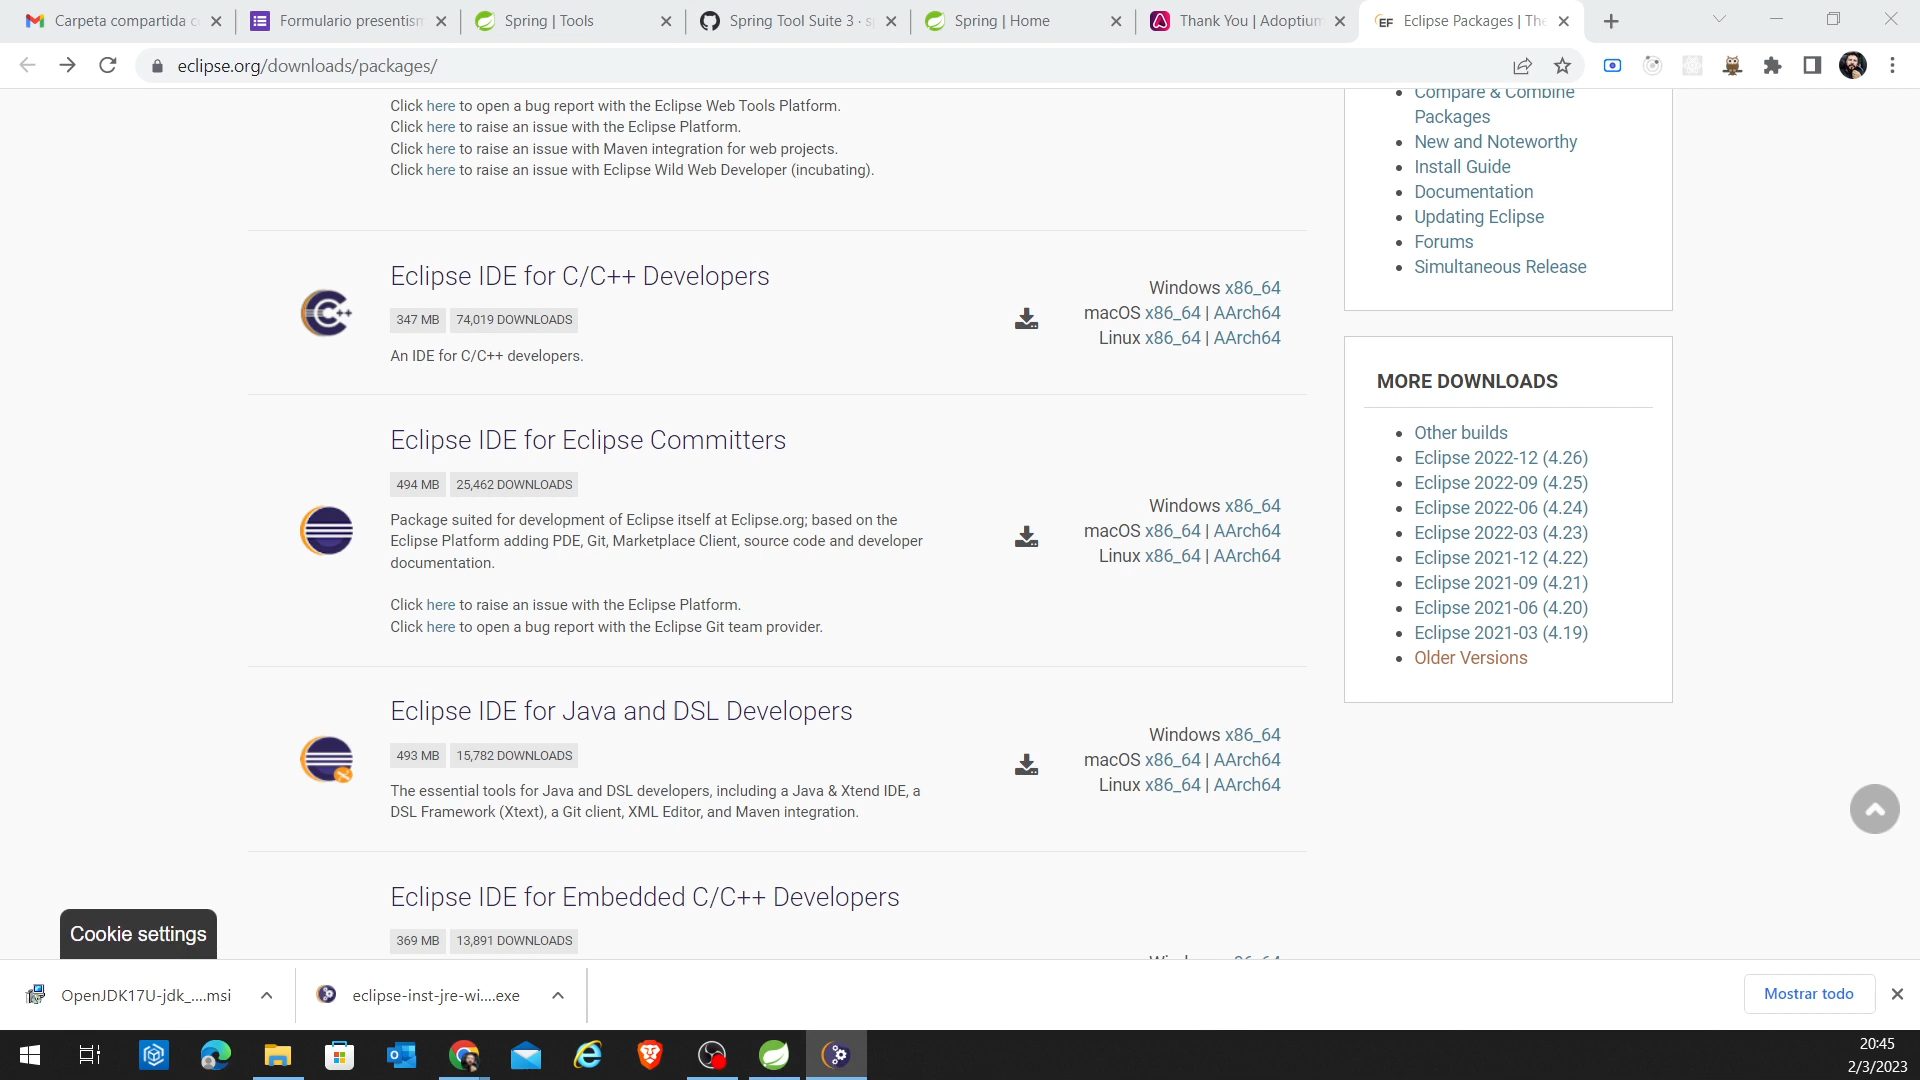 Carpeta compartida c
Formulario presentism
Spring | Tools
Spring Tool Suite 3 · s
Spring | Home
Thank You | Adoptium
EF Eclipse Packages | The
eclipse.org/downloads/packages/
Click here to open a bug report with the Eclipse Web Tools Platform.
Click here to raise an issue with the Eclipse Platform.
Click here to raise an issue with Maven integration for web projects.
Click here to raise an issue with Eclipse Wild Web Developer (incubating).
Eclipse IDE for C/C++ Developers
347 MB 74,019 DOWNLOADS
An IDE for C/C++ developers.
Windows x86_64
macOS x86_64 | AArch64
Linux x86_64 | AArch64
Eclipse IDE for Eclipse Committers
494 MB 25,462 DOWNLOADS
Package suited for development of Eclipse itself at Eclipse.org; based on the
Eclipse Platform adding PDE, Git, Marketplace Client, source code and developer
documentation.
Click here to raise an issue with the Eclipse Platform.
Click here to open a bug report with the Eclipse Git team provider.
Windows x86_64
macOS x86_64 | AArch64
Linux x86_64 | AArch64
Eclipse IDE for Java and DSL Developers
493 MB 15,782 DOWNLOADS
The essential tools for Java and DSL developers, including a Java & Xtend IDE, a
DSL Framework (Xtext), a Git client, XML Editor, and Maven integration.
Windows x86_64
macOS x86_64 | AArch64
Linux x86_64 | AArch64
Eclipse IDE for Embedded C/C++ Developers
369 MB 13,891 DOWNLOADS
Compare & Combine
Packages
New and Noteworthy
Install Guide
Documentation
Updating Eclipse
Forums
Simultaneous Release
MORE DOWNLOADS
Other builds
Eclipse 2022-12 (4.26)
Eclipse 2022-09 (4.25)
Eclipse 2022-06 (4.24)
Eclipse 2022-03 (4.23)
Eclipse 2021-12 (4.22)
Eclipse 2021-09 (4.21)
Eclipse 2021-06 (4.20)
Eclipse 2021-03 (4.19)
Older Versions
Cookie settings
OpenJDK17U-jdk_....msi
eclipse-inst-jre-wi....exe
Mostrar todo
20:45
2/3/2023